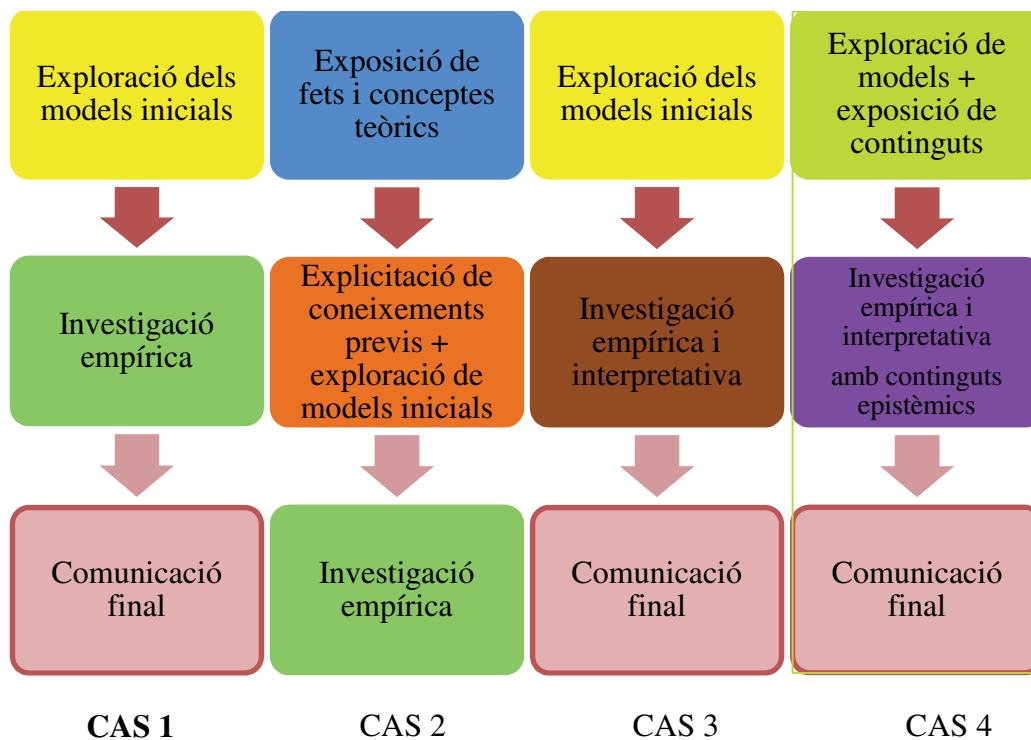 Exploració dels
models inicials
Investigació
empírica
Comunicació
final
CAS 1
Exposició de
fets i conceptes
teòrics
Explicitació de
coneixements
previs +
exploració de
models inicials
Investigació
empírica
CAS 2
Exploració dels
models inicials
Investigació
empírica i
interpretativa
Comunicació
final
CAS 3
Exploració de
models +
exposició de
continguts
Investigació
empírica i
interpretativa
amb continguts
epistèmics
Comunicació
final
CAS 4